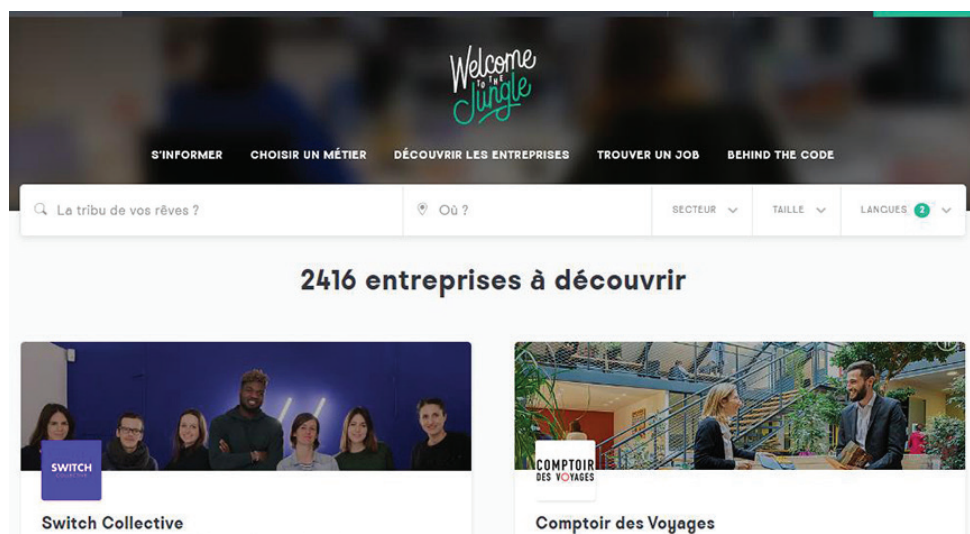 Welcome
TO THE
Jungle
S'INFORMER CHOISIR UN MÉTIER DÉCOUVRIR LES ENTREPRISES TROUVER UN JOB BEHIND THE CODE
La tribu de vos rêves ? Où ? SECTEUR TAILLE LANGUES 2
2416 entreprises à découvrir
SWITCH
COLLECTIVE
COMPTOIR
DES VOYAGES
Switch Collective Comptoir des Voyages